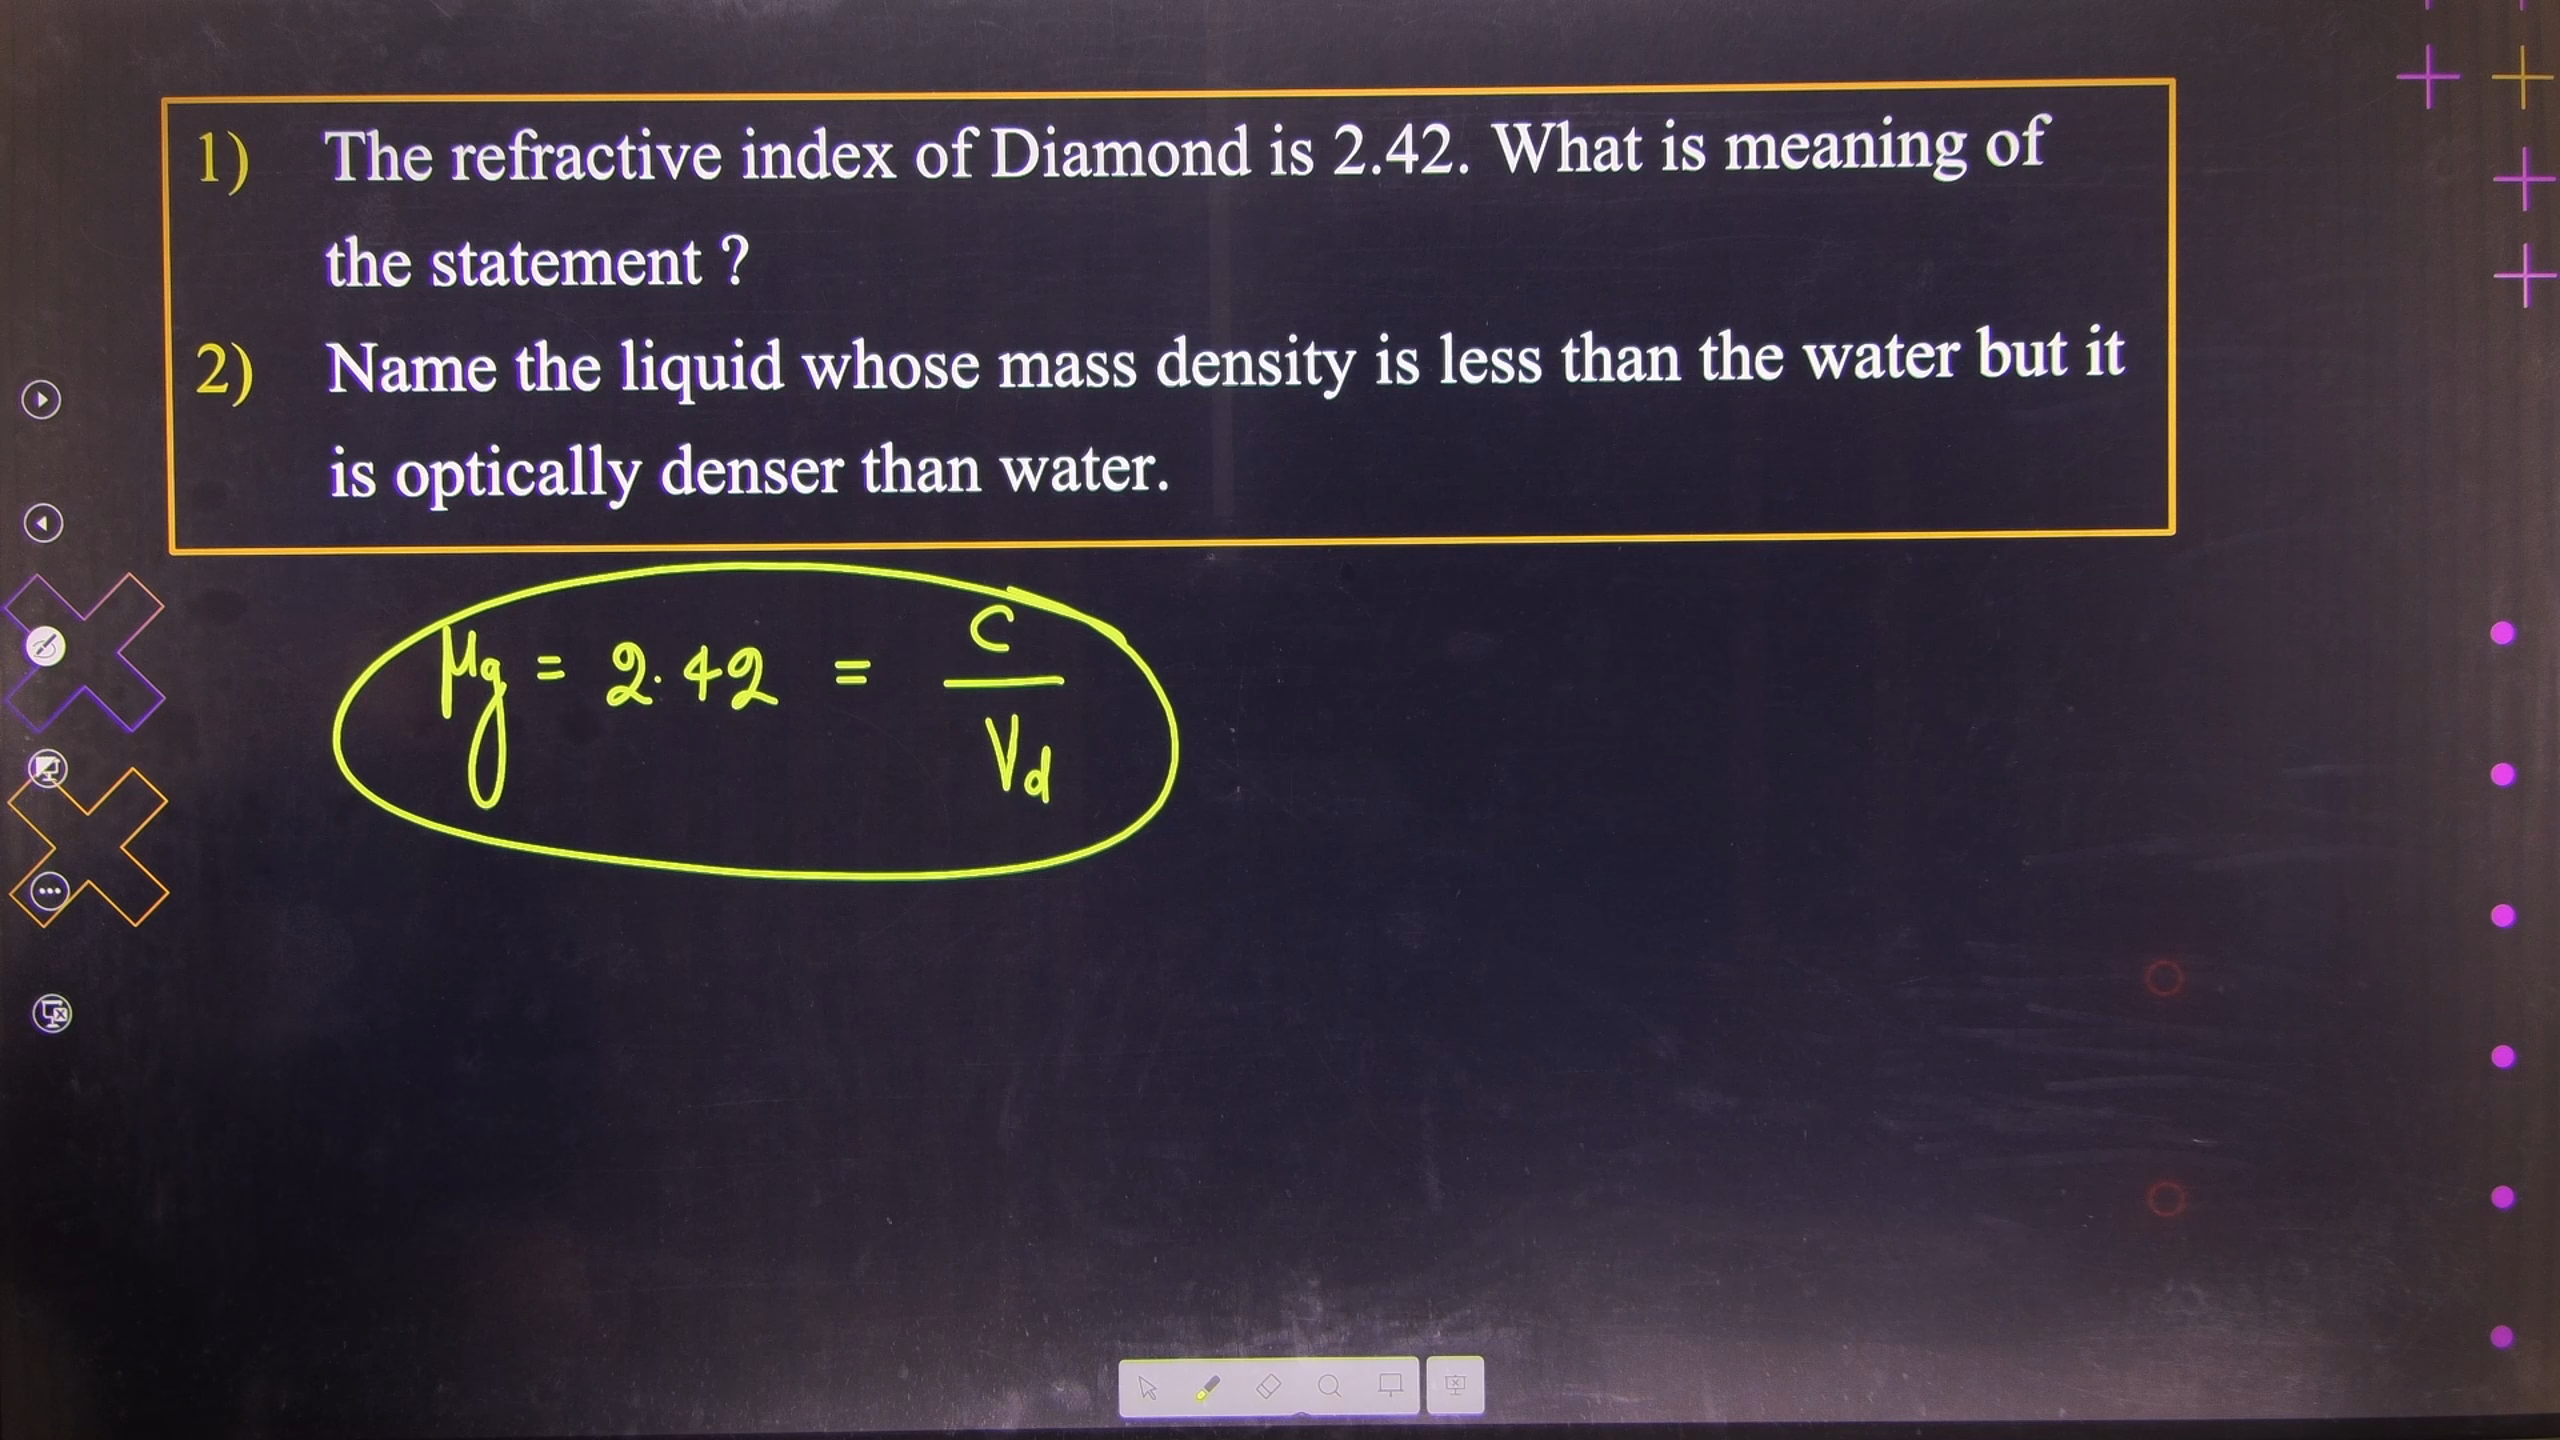 1) The refractive index of Diamond is 2.42. What is meaning of
the statement ?
2) Name the liquid whose mass density is less than the water but it
is optically denser than water.
μg = 2.42 = c/Vd